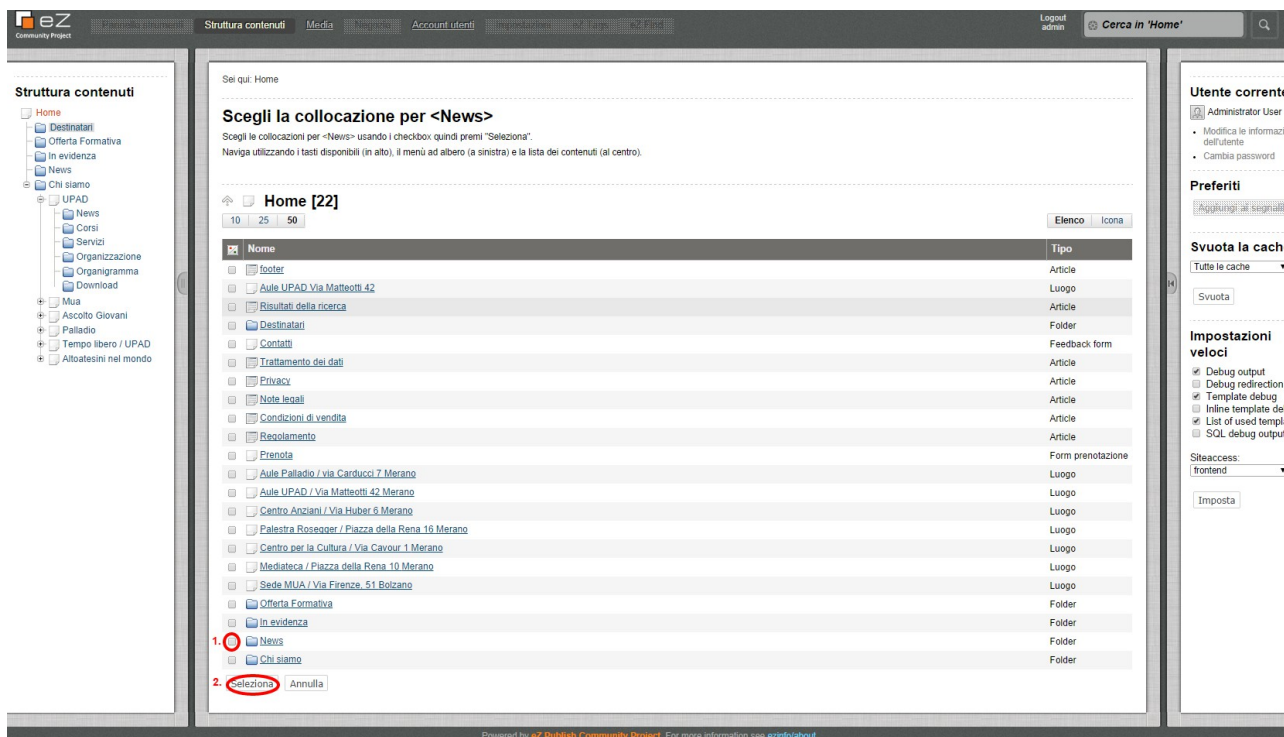 eZ
Community Project
Struttura contenuti Media Account utenti
Logout
admin
Cerca in 'Home'
Struttura contenuti
Home
Destinatari
Offerta Formativa
In evidenza
News
Chi siamo
UPAD
News
Corsi
Servizi
Organizzazione
Organigramma
Download
Mua
Ascolto Giovani
Palladio
Tempo libero / UPAD
Altoatesini nel mondo
Sei qui: Home
Scegli la collocazione per <News>
Scegli le collocazioni per <News> usando i checkbox quindi premi "Seleziona".
Naviga utilizzando i tasti disponibili (in alto), il menù ad albero (a sinistra) e la lista dei contenuti (al centro).
Home [22]
10 25 50 Elenco Icona
Nome Tipo
footer Article
Aule UPAD Via Matteotti 42 Luogo
Risultati della ricerca Article
Destinatari Folder
Contatti Feedback form
Trattamento dei dati Article
Privacy Article
Note legali Article
Condizioni di vendita Article
Regolamento Article
Prenota Form prenotazione
Aule Palladio / via Carducci 7 Merano Luogo
Aule UPAD / Via Matteotti 42 Merano Luogo
Centro Anziani / Via Huber 6 Merano Luogo
Palestra Rosegger / Piazza della Rena 16 Merano Luogo
Centro per la Cultura / Via Cavour 1 Merano Luogo
Mediateca / Piazza della Rena 10 Merano Luogo
Sede MUA / Via Firenze, 51 Bolzano Luogo
Offerta Formativa Folder
In evidenza Folder
1. News Folder
Chi siamo Folder
2. Seleziona Annulla
Utente corrente
Administrator User
Modifica le informazi
dell'utente
Cambia password
Preferiti
Aggiungi ai segnali
Svuota la cach
Tutte le cache
Svuota
Impostazioni
veloci
Debug output
Debug redirection
Template debug
Inline template de
List of used templ
SQL debug output
Siteaccess:
frontend
Imposta
Powered by eZ Publish Community Project. For more information see ezinfo/about